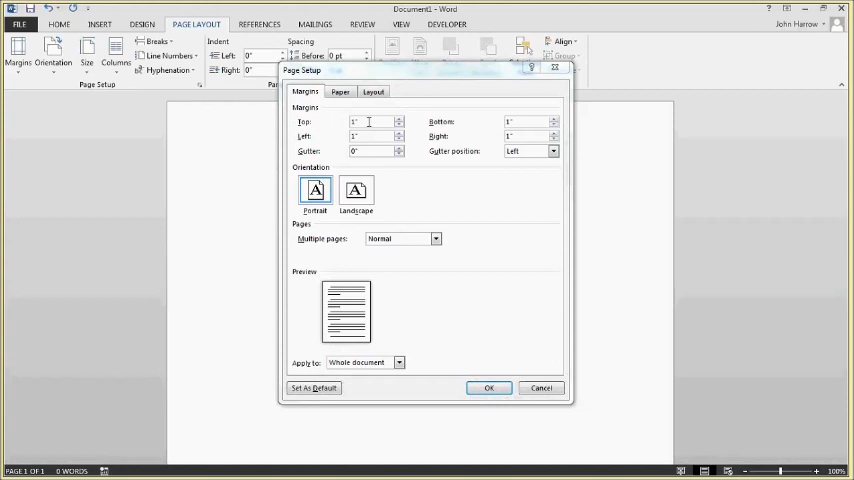 Document1 - Word
FILE HOME INSERT DESIGN PAGE LAYOUT REFERENCES MAILINGS REVIEW VIEW DEVELOPER John Harrow
Margins Orientation Size Columns
Breaks
Line Numbers
Hyphenation
Page Setup
Indent Spacing
Left: 0" Before: 0 pt
Right: 0"
Align
Group
Page Setup
Margins Paper Layout
Margins
Top: 1" Bottom: 1"
Left: 1" Right: 1"
Gutter: 0" Gutter position: Left
Orientation
A A
Portrait Landscape
Pages
Multiple pages: Normal
Preview
Apply to: Whole document
Set As Default OK Cancel
PAGE 1 OF 1 0 WORDS 100%